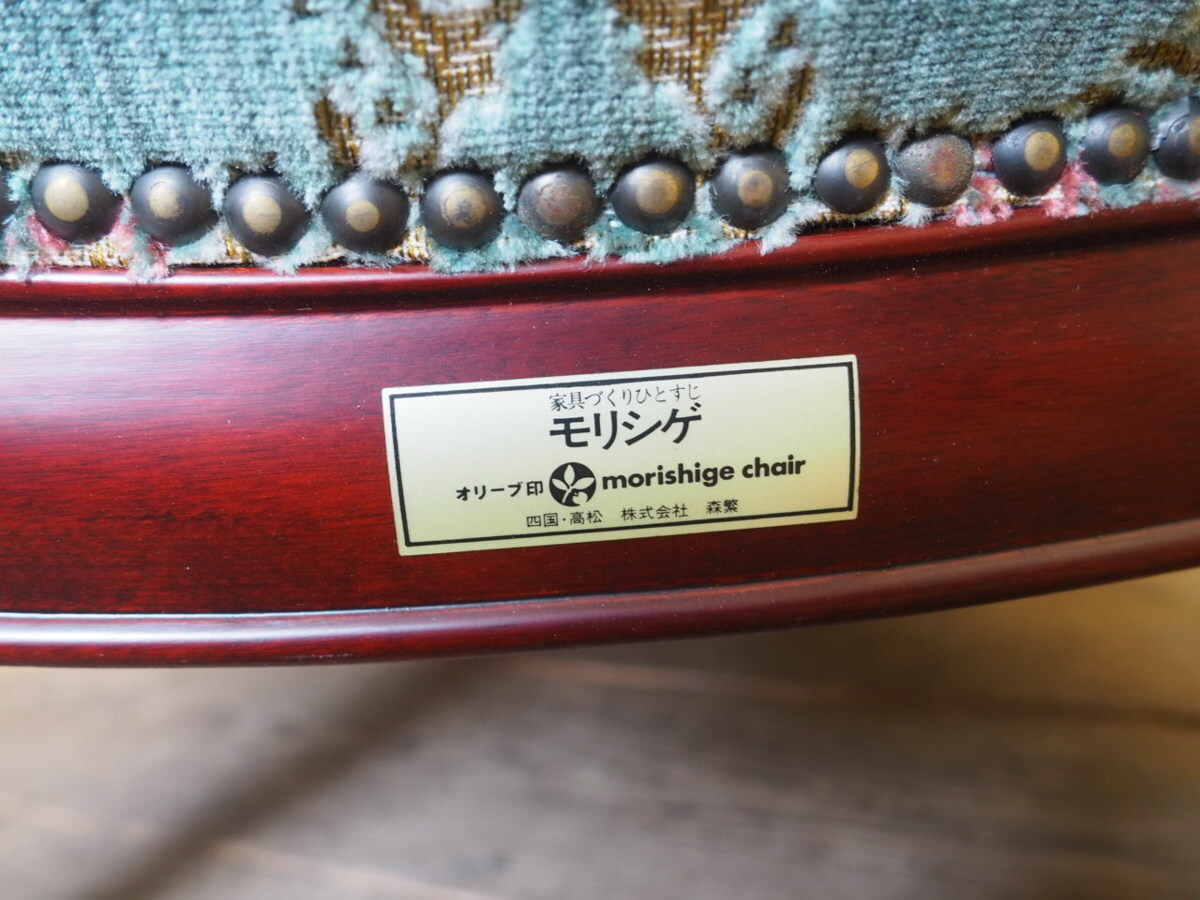 家具づくりひとすじ
モリシゲ
オリーブ印 morishige chair
四国・高松 株式会社 森繁